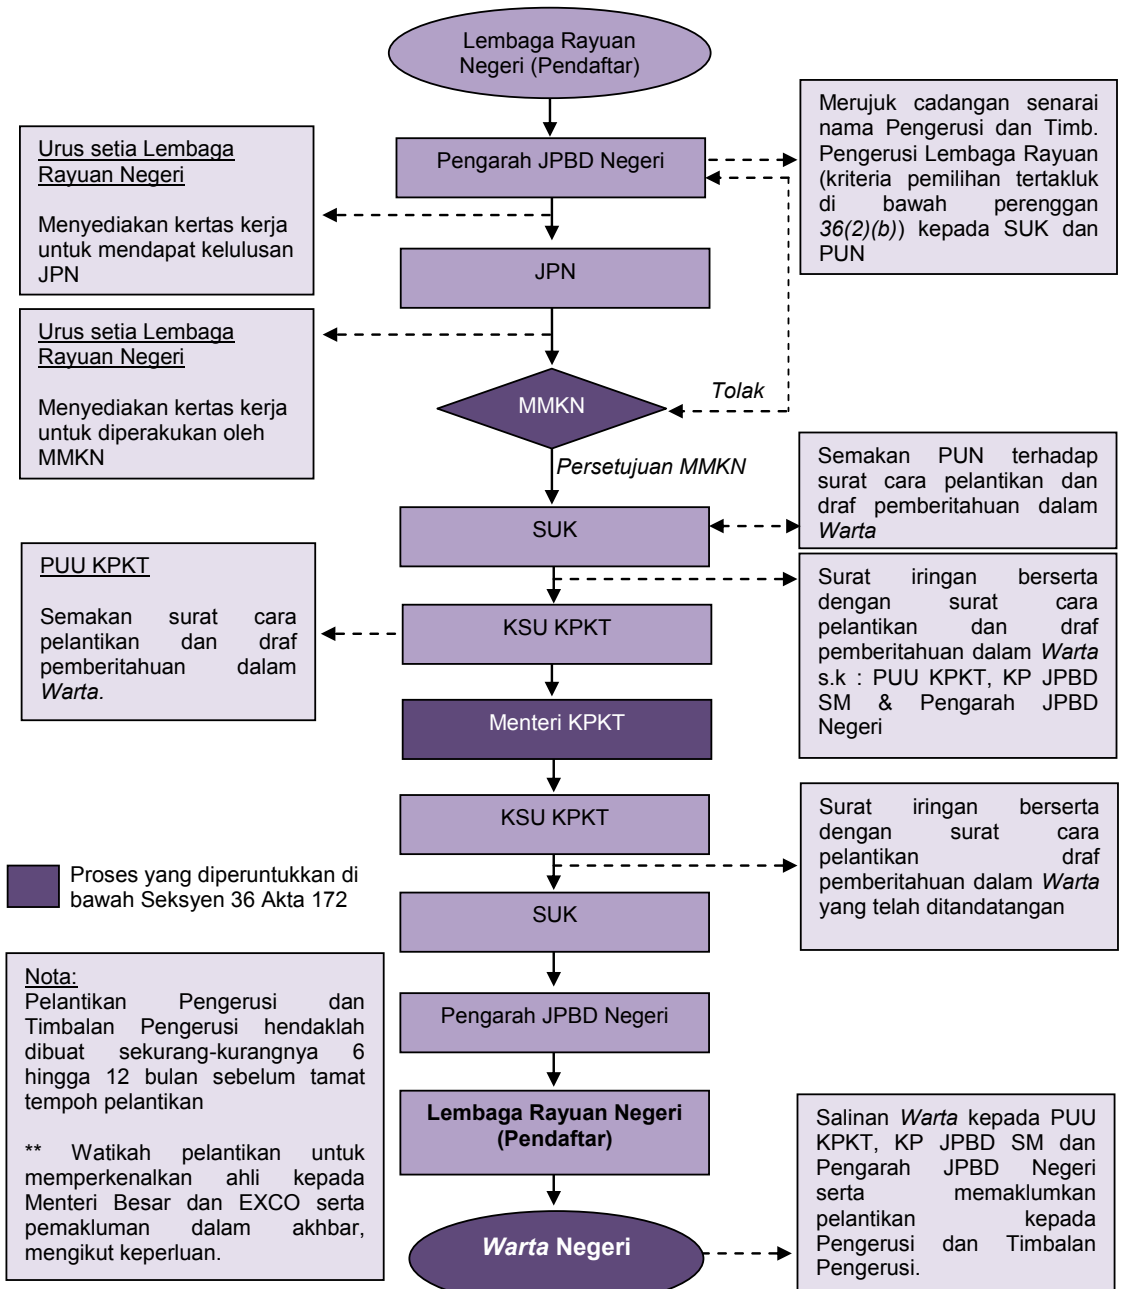 Lembaga Rayuan
Negeri (Pendaftar)
Pengarah JPBD Negeri
Merujuk cadangan senarai
nama Pengerusi dan Timb.
Pengerusi Lembaga Rayuan
(kriteria pemilihan tertakluk
di bawah perenggan
36(2)(b)) kepada SUK dan
PUN
Urus setia Lembaga
Rayuan Negeri
Menyediakan kertas kerja
untuk mendapat kelulusan
JPN
JPN
Urus setia Lembaga
Rayuan Negeri
Menyediakan kertas kerja
untuk diperakukan oleh
MMKN
MMKN
Tolak
Persetujuan MMKN
SUK
Semakan PUN terhadap
surat cara pelantikan dan
draf pemberitahuan dalam
Warta
PUU KPKT
Semakan surat cara
pelantikan dan draf
pemberitahuan dalam
Warta.
KSU KPKT
Surat iringan berserta
dengan surat cara
pelantikan dan draf
pemberitahuan dalam Warta
s.k : PUU KPKT, KP JPBD
SM & Pengarah JPBD
Negeri
Menteri KPKT
KSU KPKT
Surat iringan berserta
dengan surat cara
pelantikan draf
pemberitahuan dalam Warta
yang telah ditandatangan
Proses yang diperuntukkan di
bawah Seksyen 36 Akta 172
SUK
Nota:
Pelantikan Pengerusi dan
Timbalan Pengerusi hendaklah
dibuat sekurang-kurangnya 6
hingga 12 bulan sebelum tamat
tempoh pelantikan
** Watikah pelantikan untuk
memperkenalkan ahli kepada
Menteri Besar dan EXCO serta
pemakluman dalam akhbar,
mengikut keperluan.
Pengarah JPBD Negeri
Lembaga Rayuan Negeri
(Pendaftar)
Warta Negeri
Salinan Warta kepada PUU
KPKT, KP JPBD SM dan
Pengarah JPBD Negeri
serta memaklumkan
pelantikan kepada
Pengerusi dan Timbalan
Pengerusi.